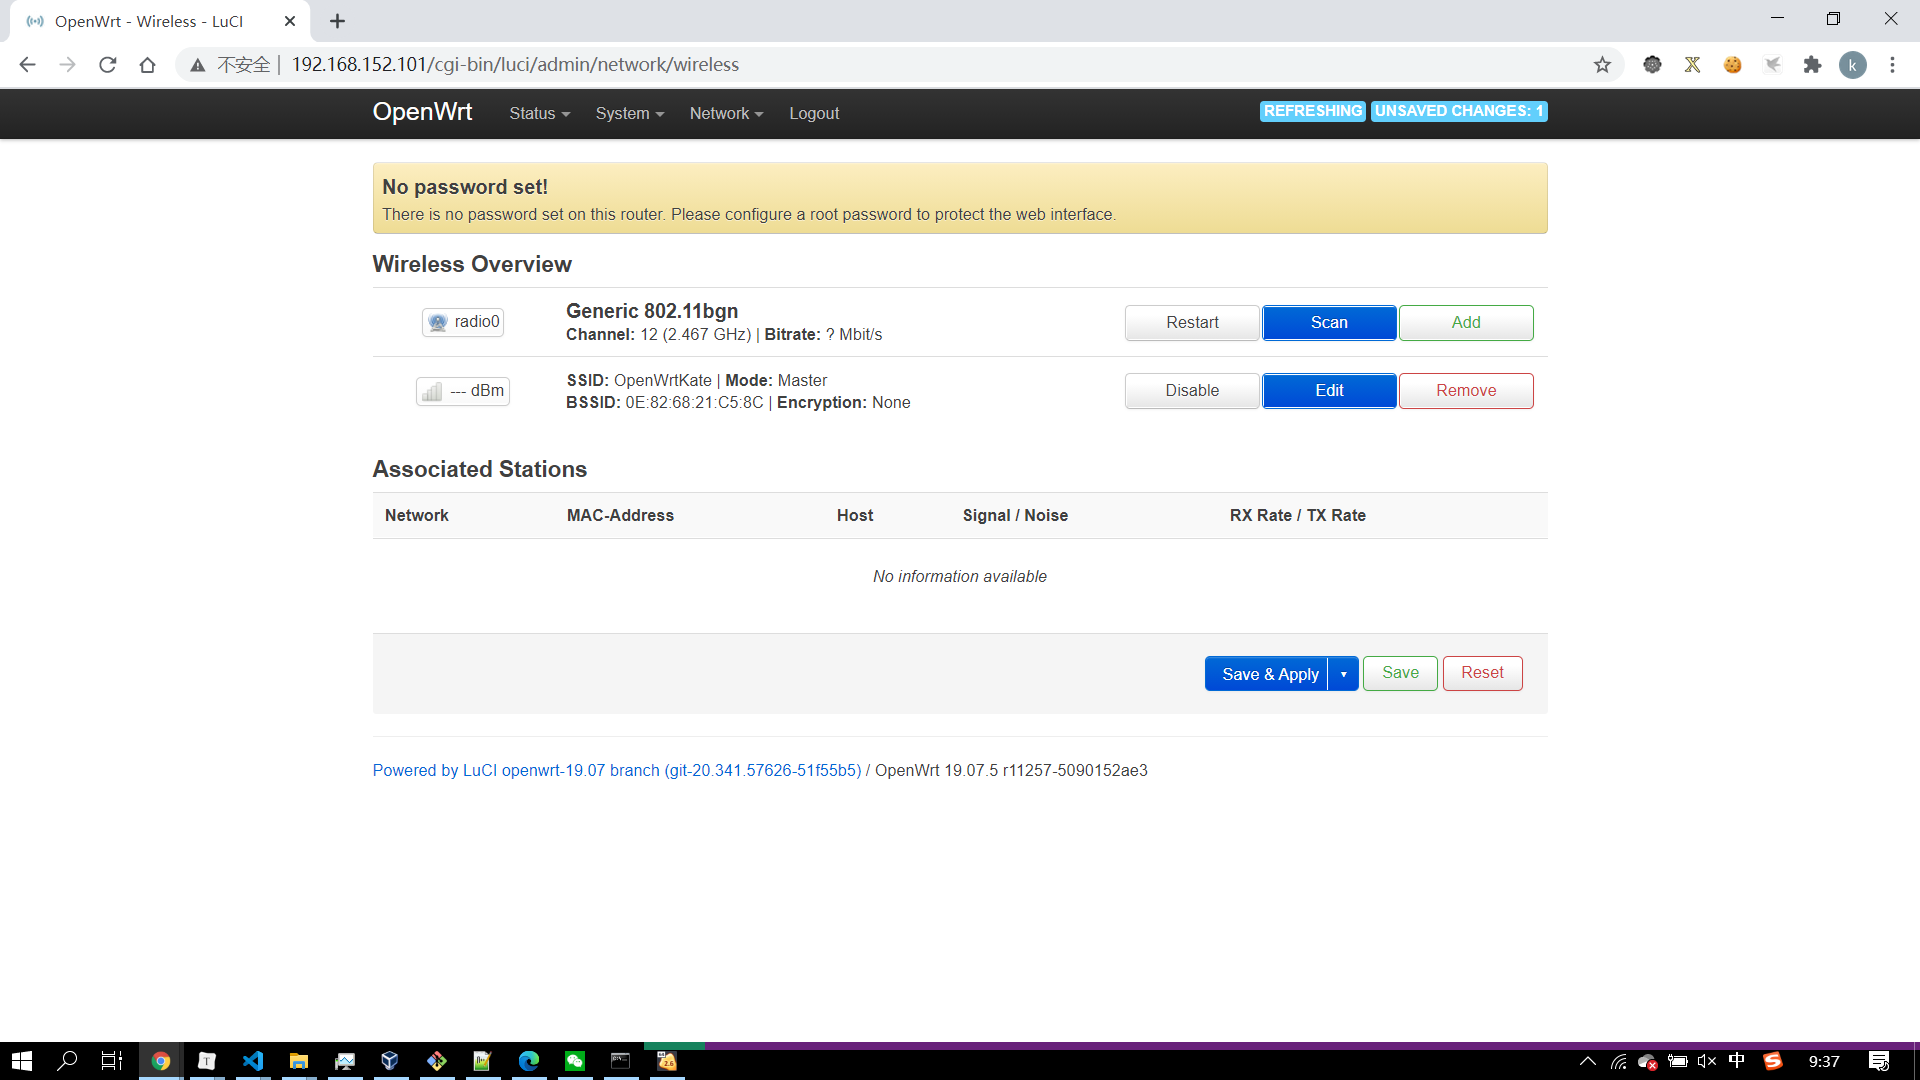 OpenWrt - Wireless - LuCI
不安全 | 192.168.152.101/cgi-bin/luci/admin/network/wireless
k
OpenWrt Status System Network Logout REFRESHING UNSAVED CHANGES: 1
No password set!
There is no password set on this router. Please configure a root password to protect the web interface.
Wireless Overview
radio0
Generic 802.11bgn
Channel: 12 (2.467 GHz) | Bitrate: ? Mbit/s
Restart Scan Add
--- dBm
SSID: OpenWrtKate | Mode: Master
BSSID: 0E:82:68:21:C5:8C | Encryption: None
Disable Edit Remove
Associated Stations
Network MAC-Address Host Signal / Noise RX Rate / TX Rate
No information available
Save & Apply Save Reset
Powered by LuCI openwrt-19.07 branch (git-20.341.57626-51f55b5) / OpenWrt 19.07.5 r11257-5090152ae3
中 9:37